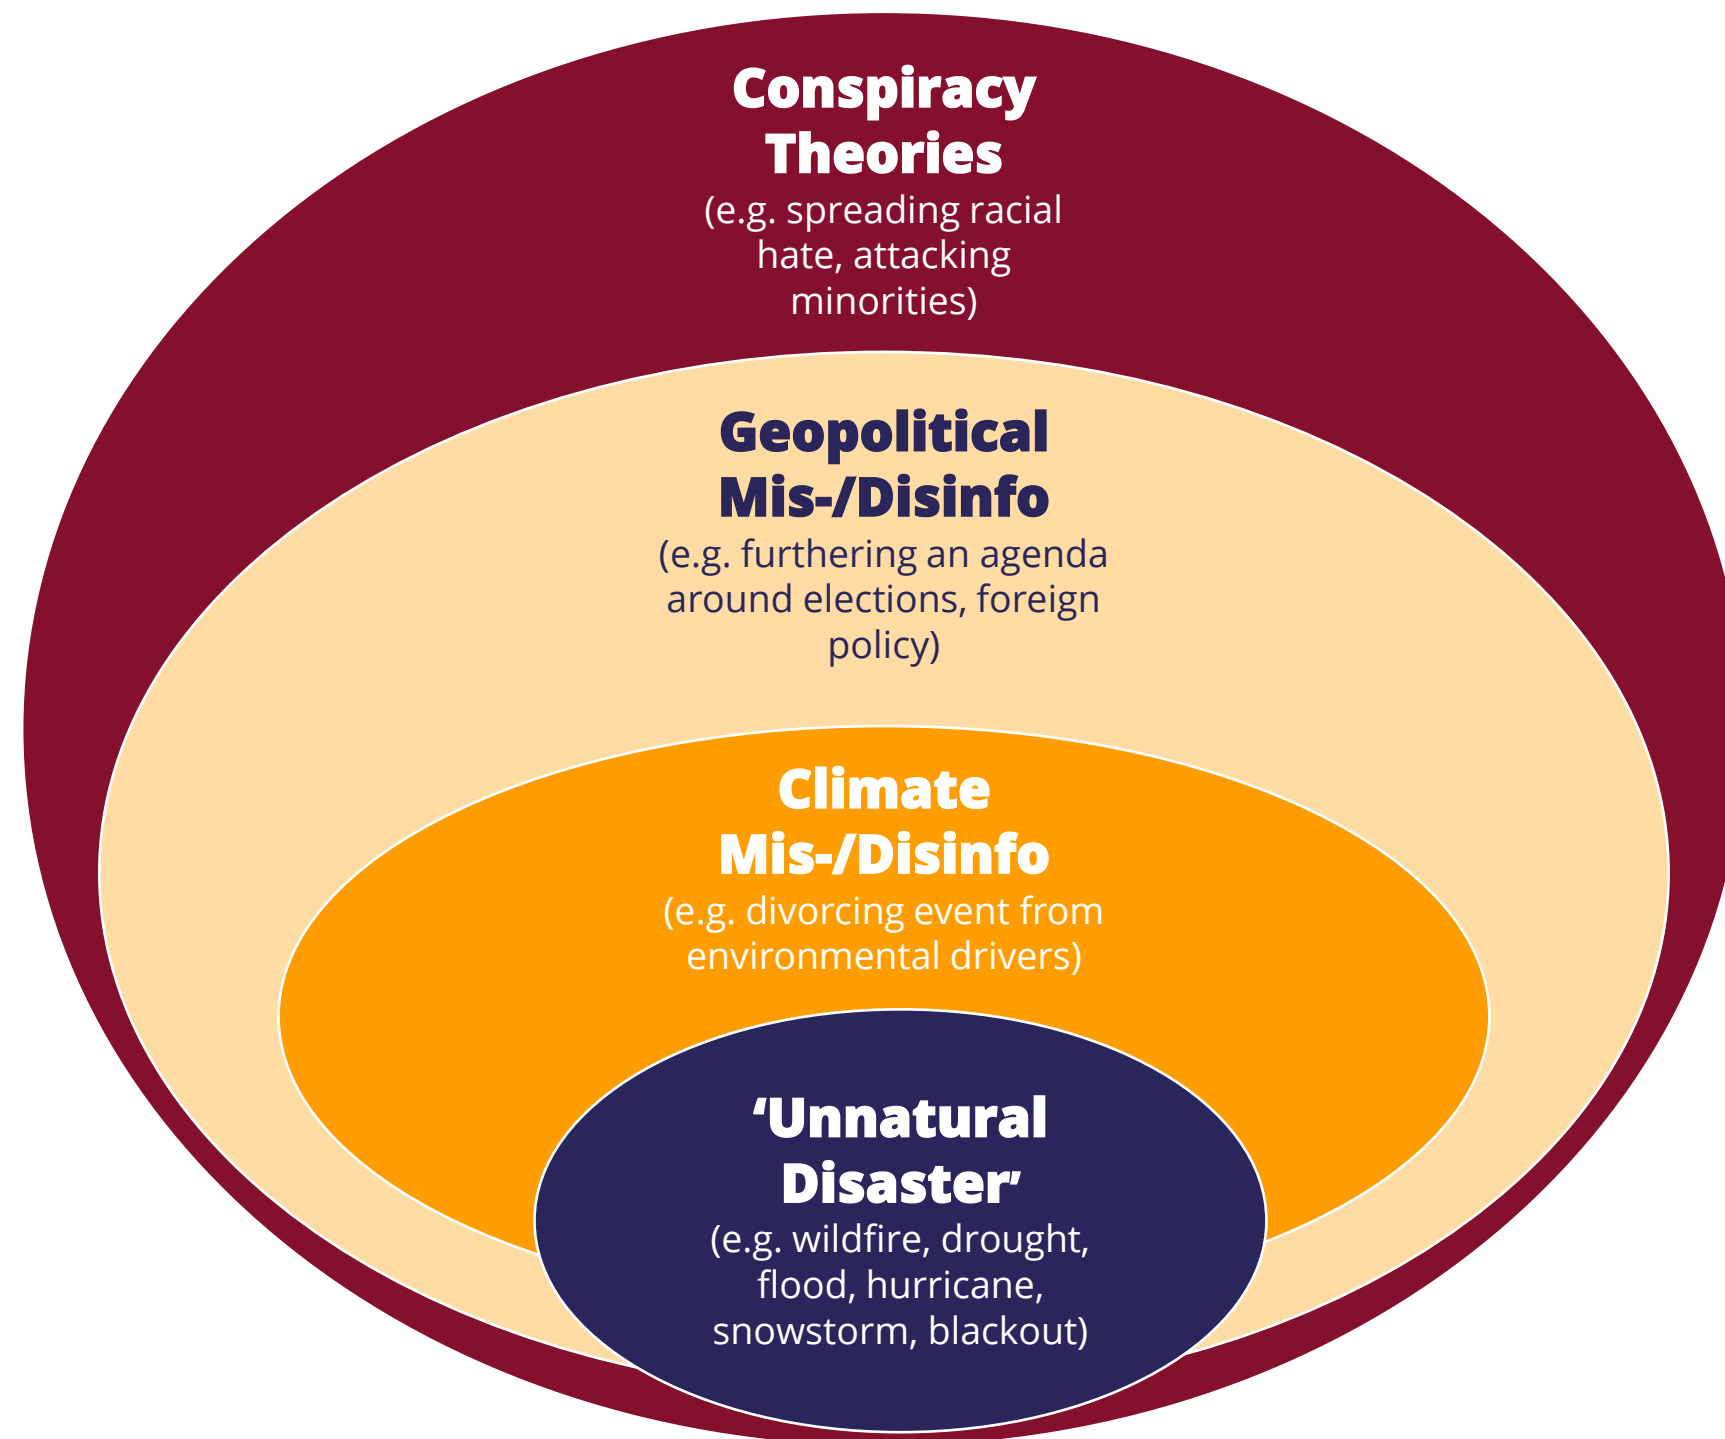 Conspiracy
Theories
(e.g. spreading racial
hate, attacking
minorities)
Geopolitical
Mis-/Disinfo
(e.g. furthering an agenda
around elections, foreign
policy)
Climate
Mis-/Disinfo
(e.g. divorcing event from
environmental drivers)
‘Unnatural
Disaster’
(e.g. wildfire, drought,
flood, hurricane,
snowstorm, blackout)